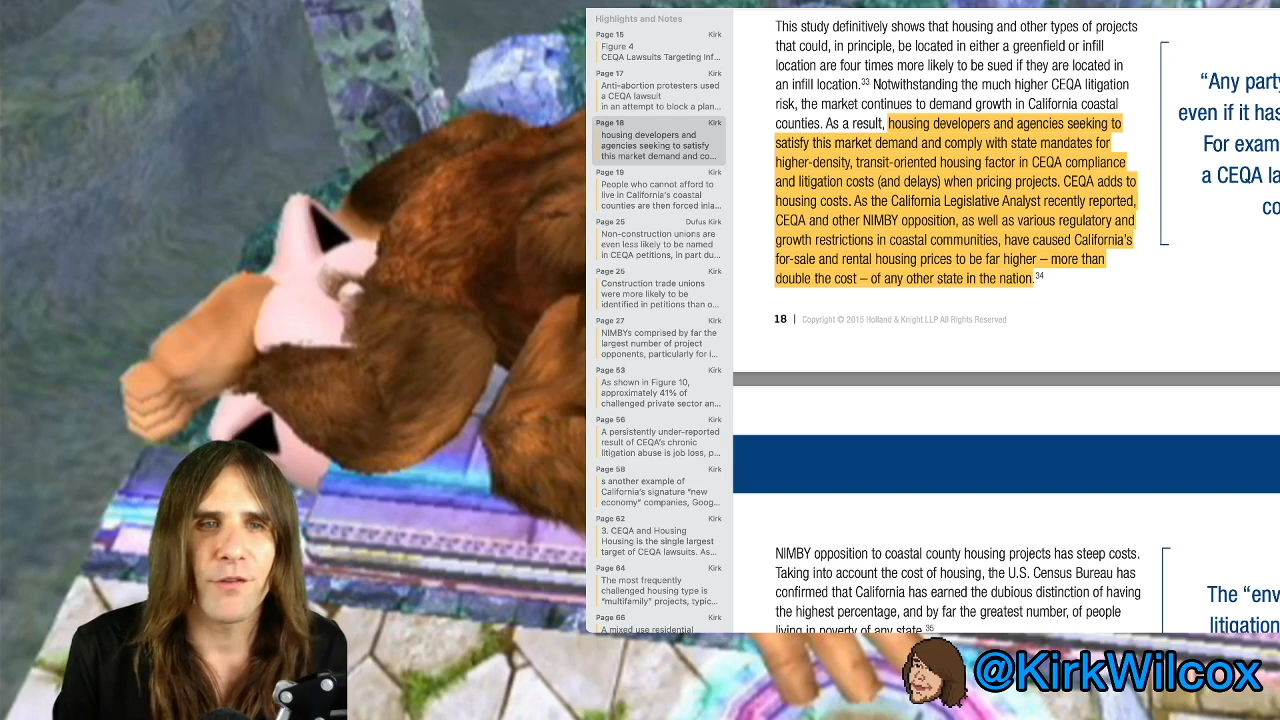 Highlights and Notes
Page 15 Kirk
Figure 4
CEQA Lawsuits Targeting Inf...
Page 17 Kirk
Anti-abortion protesters used
a CEQA lawsuit
in an attempt to block a plan...
Page 18 Kirk
housing developers and
agencies seeking to satisfy
this market demand and co...
Page 19 Kirk
People who cannot afford to
live in California's coastal
counties are then forced inla...
Page 25 Dufus Kirk
Non-construction unions are
even less likely to be named
in CEQA petitions, in part du...
Page 25 Kirk
Construction trade unions
were more likely to be
identified in petitions than o...
Page 27 Kirk
NIMBYs comprised by far the
largest number of project
opponents, particularly for i...
Page 53 Kirk
As shown in Figure 10,
approximately 41% of
challenged private sector an...
Page 56 Kirk
A persistently under-reported
result of CEQA's chronic
litigation abuse is job loss, p...
Page 58 Kirk
s another example of
California's signature "new
economy" companies, Goog...
Page 62 Kirk
3. CEQA and Housing
Housing is the single largest
target of CEQA lawsuits. As...
Page 64 Kirk
The most frequently
challenged housing type is
"multifamily" projects, typic...
Page 66 Kirk
A mixed use residential
This study definitively shows that housing and other types of projects
that could, in principle, be located in either a greenfield or infill
location are four times more likely to be sued if they are located in
an infill location.33 Notwithstanding the much higher CEQA litigation
risk, the market continues to demand growth in California coastal
counties. As a result, housing developers and agencies seeking to
satisfy this market demand and comply with state mandates for
higher-density, transit-oriented housing factor in CEQA compliance
and litigation costs (and delays) when pricing projects. CEQA adds to
housing costs. As the California Legislative Analyst recently reported,
CEQA and other NIMBY opposition, as well as various regulatory and
growth restrictions in coastal communities, have caused California's
for-sale and rental housing prices to be far higher – more than
double the cost – of any other state in the nation.34
18 | Copyright © 2015 Holland & Knight LLP All Rights Reserved
"Any party
even if it has
For exam
a CEQA la
co
NIMBY opposition to coastal county housing projects has steep costs.
Taking into account the cost of housing, the U.S. Census Bureau has
confirmed that California has earned the dubious distinction of having
the highest percentage, and by far the greatest number, of people
living in poverty of any state.35
The "env
litigation
@KirkWilcox